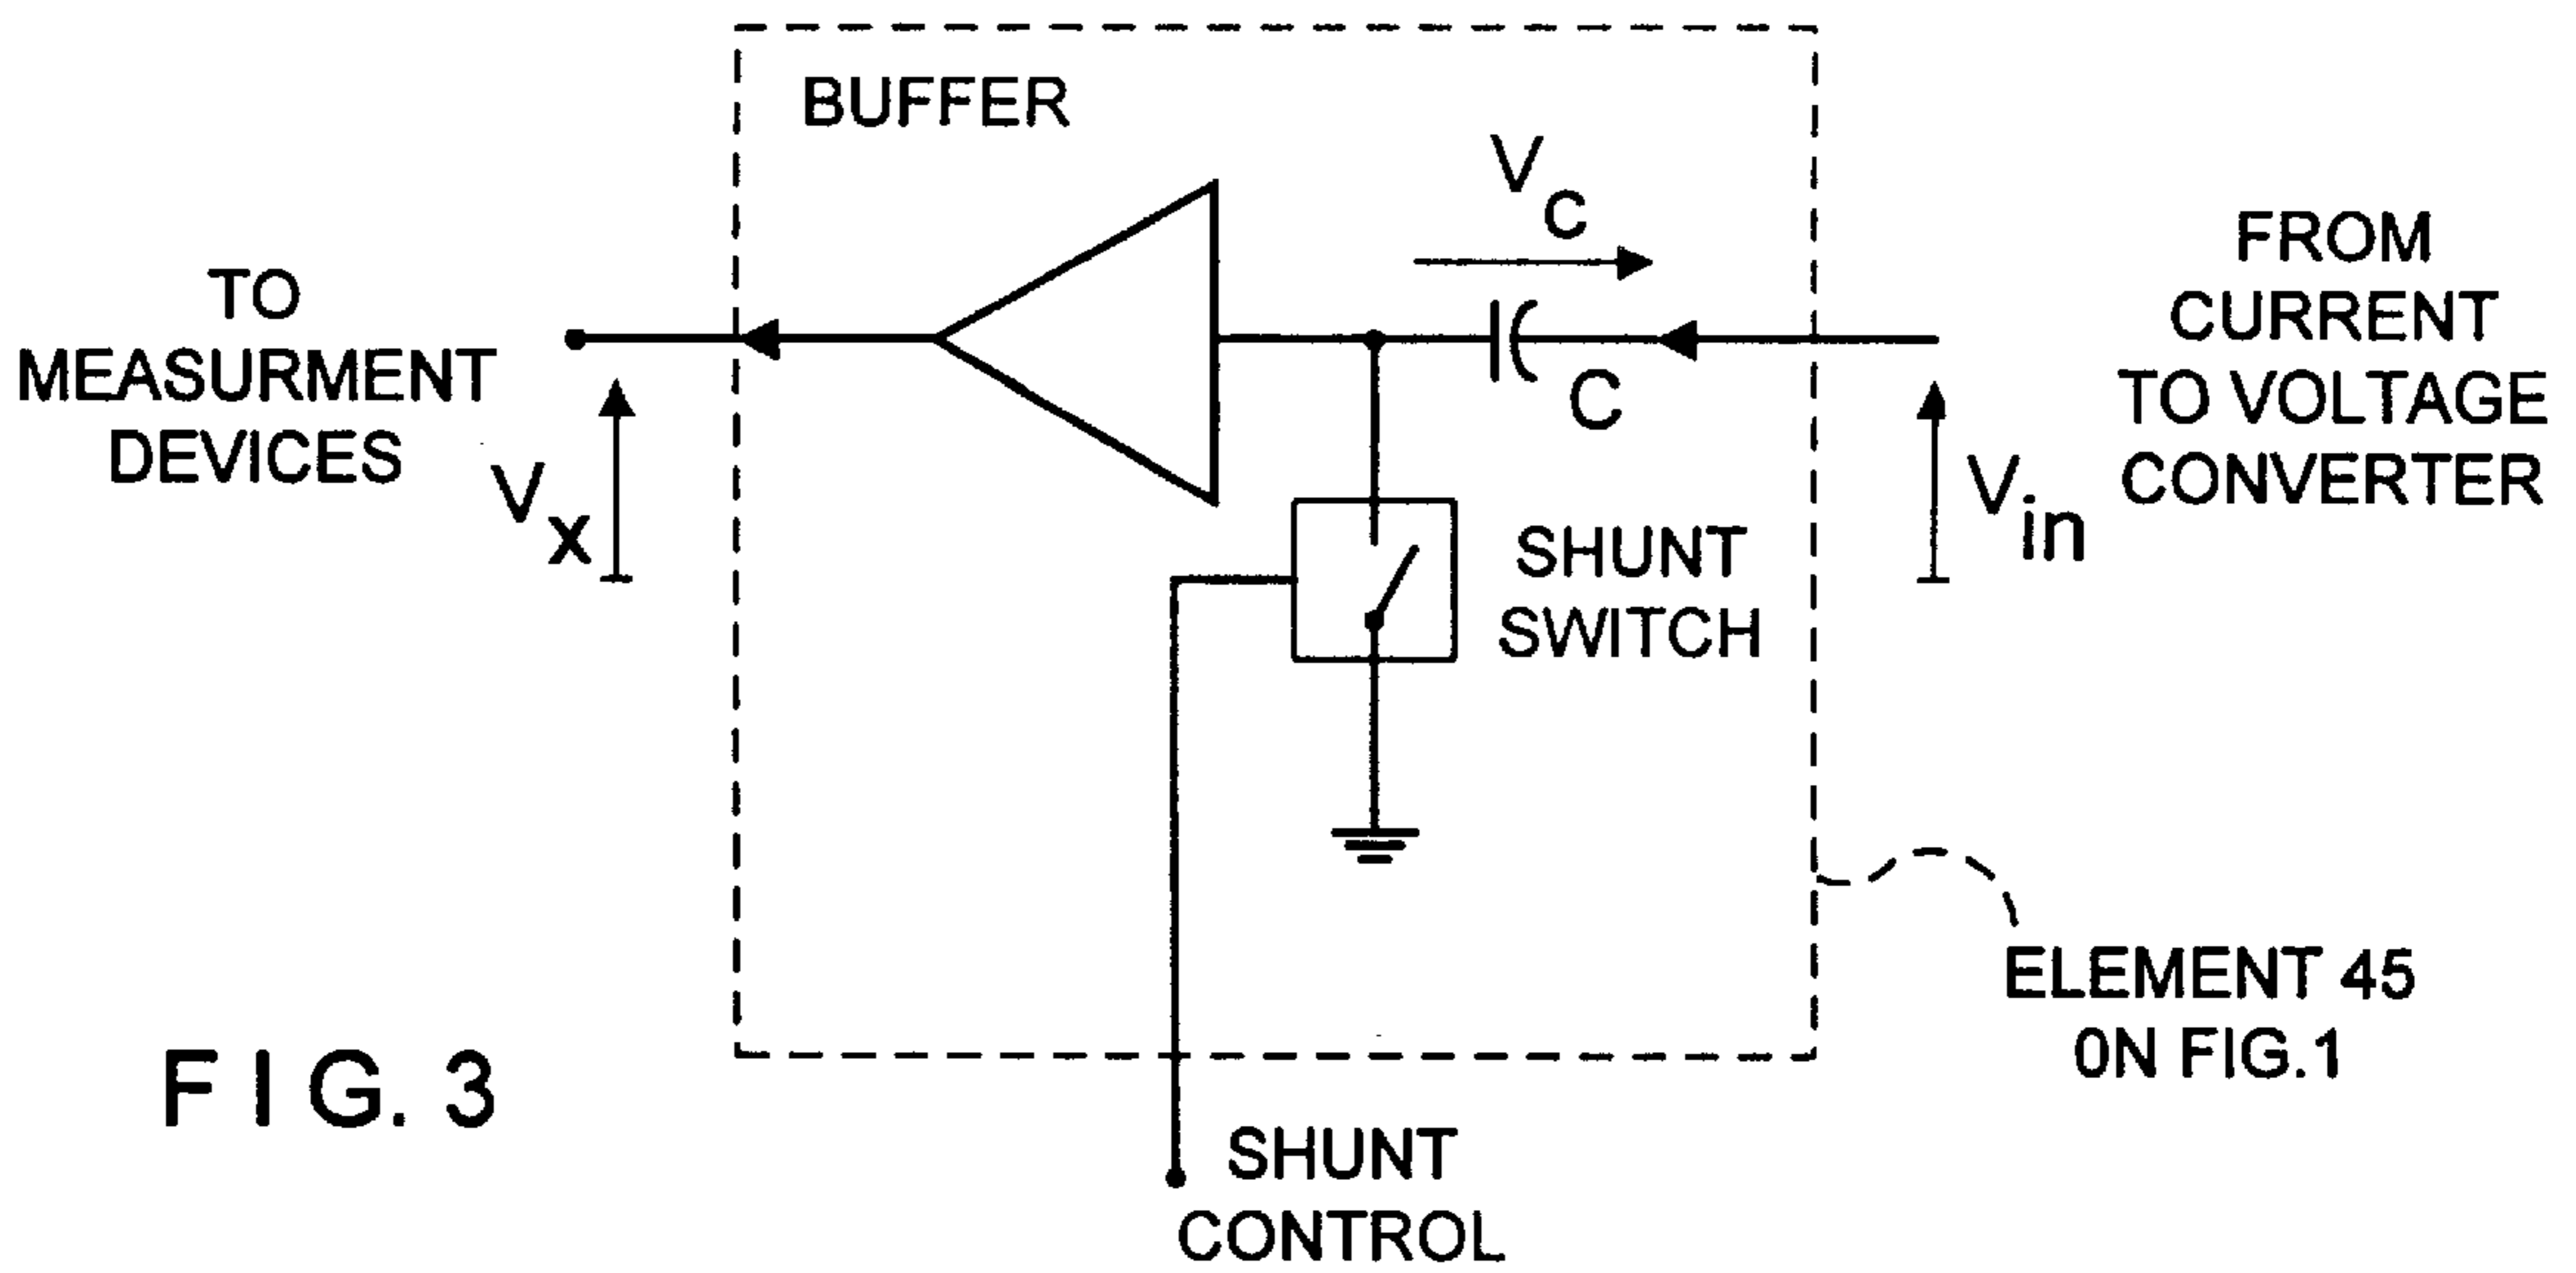 BUFFER
V
C
FROM
CURRENT
TO VOLTAGE
CONVERTER
TO
MEASURMENT
DEVICES
V
x
C
V
in
SHUNT
SWITCH
ELEMENT 45
0N FIG.1
F I G. 3
SHUNT
CONTROL